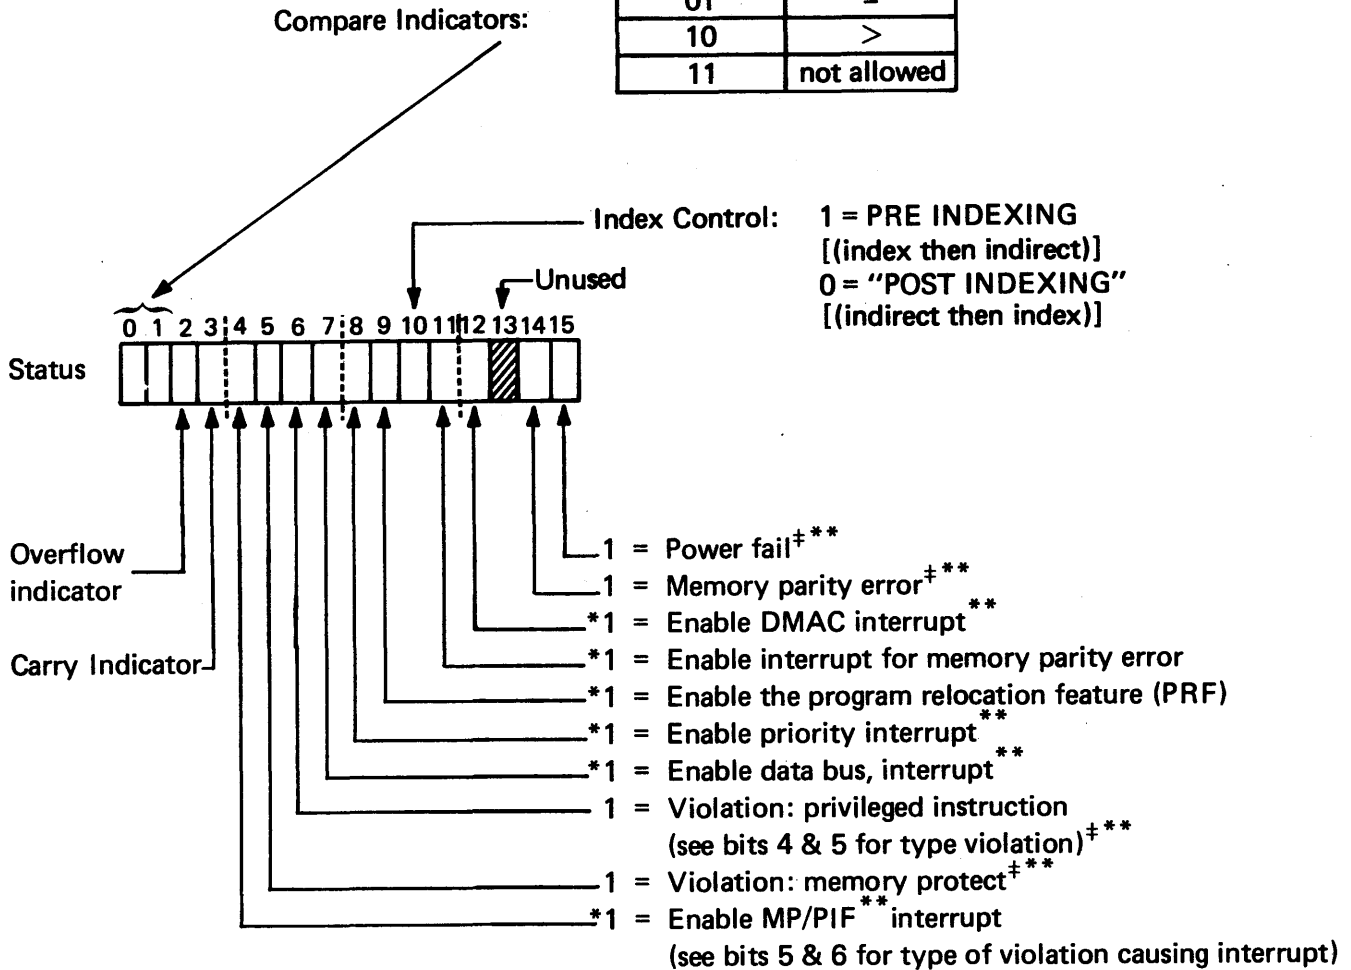 Compare Indicators:
01 =
10 >
11 not allowed
Index Control: 1 = PRE INDEXING
[(index then indirect)]
0 = “POST INDEXING”
[(indirect then index)]
Unused
0 1 2 3 4 5 6 7 8 9 10 11 12 13 14 15
Status
Overflow
indicator
Carry Indicator
1 = Power fail‡**
1 = Memory parity error‡**
*1 = Enable DMAC interrupt**
*1 = Enable interrupt for memory parity error
*1 = Enable the program relocation feature (PRF)
*1 = Enable priority interrupt**
*1 = Enable data bus, interrupt**
1 = Violation: privileged instruction
(see bits 4 & 5 for type violation)‡**
1 = Violation: memory protect‡**
*1 = Enable MP/PIF** interrupt
(see bits 5 & 6 for type of violation causing interrupt)